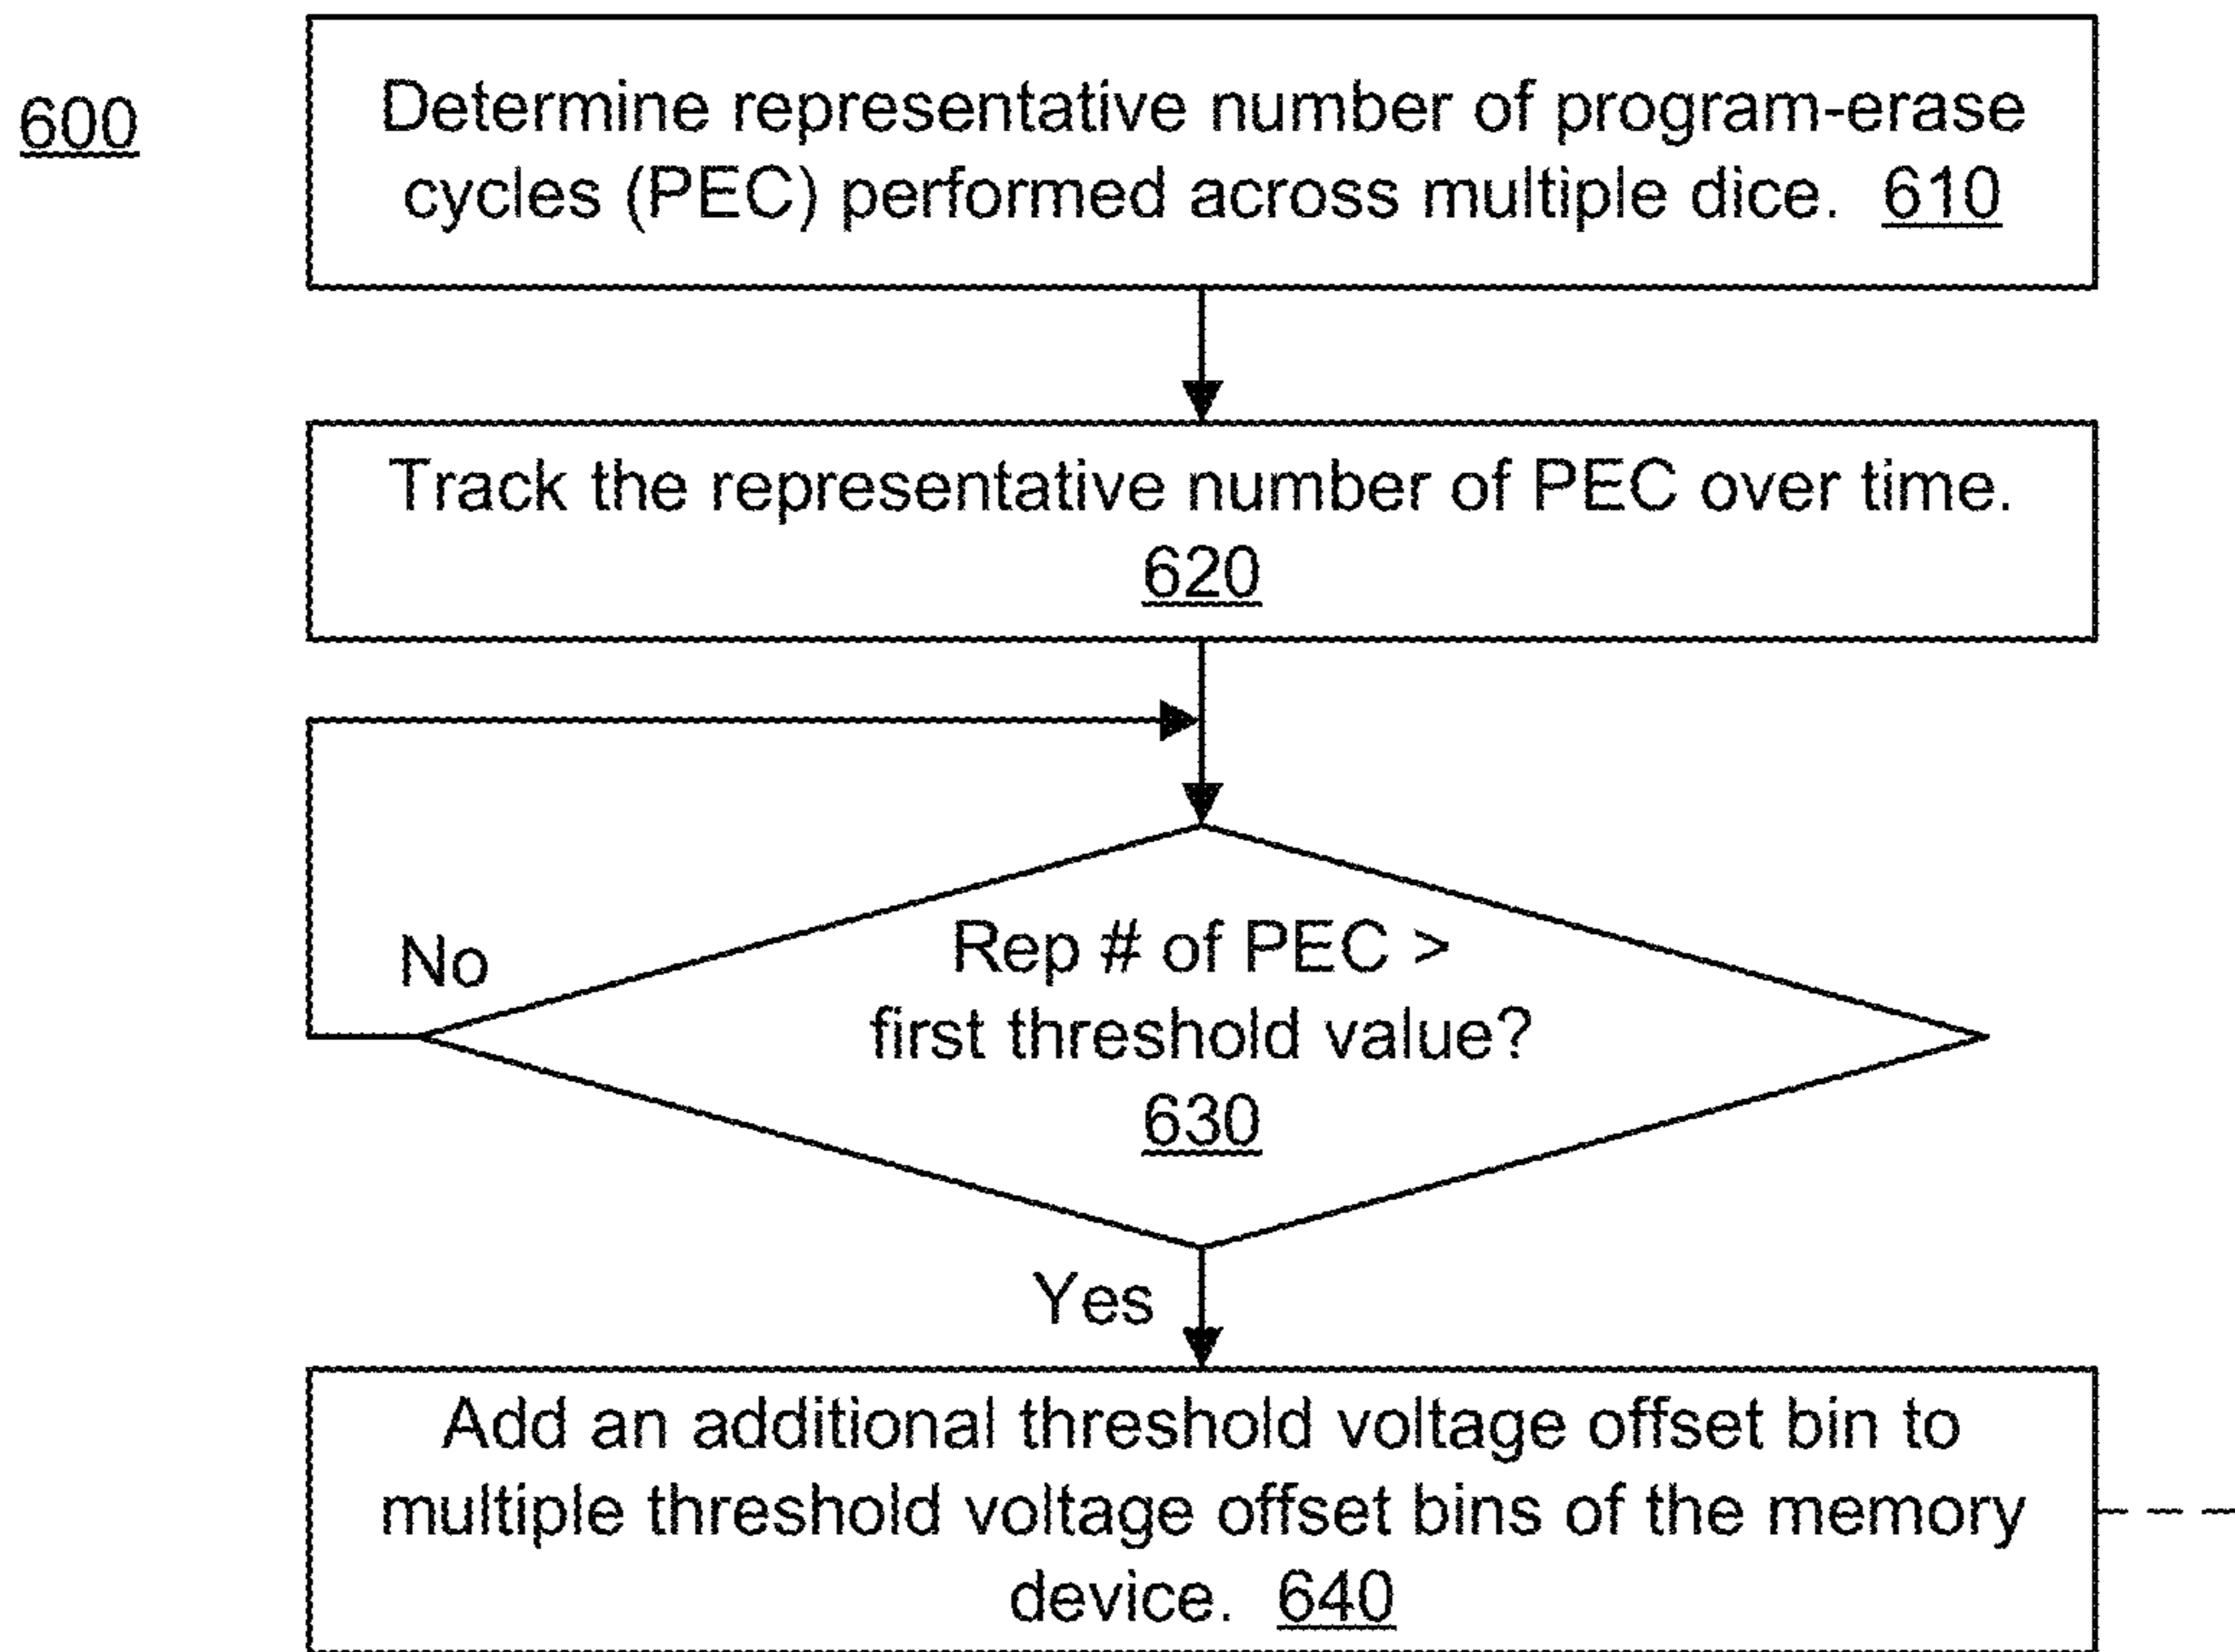 600
Determine representative number of program-erase
cycles (PEC) performed across multiple dice. 610
Track the representative number of PEC over time.
620
No
Rep # of PEC >
first threshold value?
630
Yes
Add an additional threshold voltage offset bin to
multiple threshold voltage offset bins of the memory
device. 640